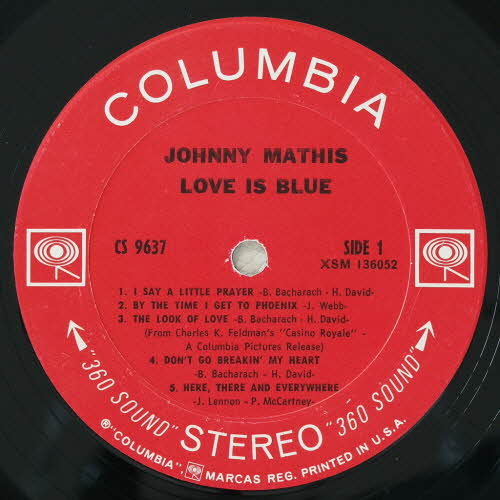 COLUMBIA
JOHNNY MATHIS
LOVE IS BLUE
CS 9637
SIDE 1
XSM 136052
1. I SAY A LITTLE PRAYER -B. Bacharach - H. David-
2. BY THE TIME I GET TO PHOENIX -J. Webb-
3. THE LOOK OF LOVE -B. Bacharach - H. David-
(From Charles K. Feldman's "Casino Royale" -
A Columbia Pictures Release)
4. DON'T GO BREAKIN' MY HEART
-B. Bacharach - H. David-
5. HERE, THERE AND EVERYWHERE
-J. Lennon - P. McCartney-
"360 SOUND" STEREO "360 SOUND"
® "COLUMBIA", MARCAS REG. PRINTED IN U.S.A.